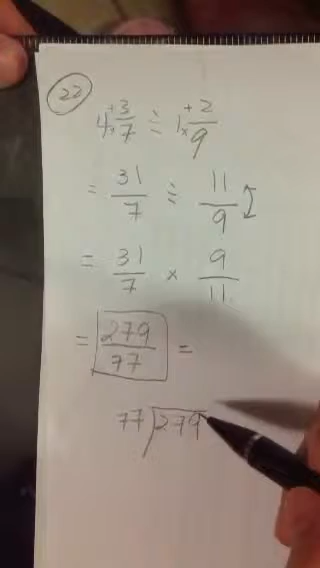 22
4 + 3/7 ÷ 1 + 2/9
= 31/7 ÷ 11/9
= 31/7 × 9/11
= 279/77 =
77 ) 279